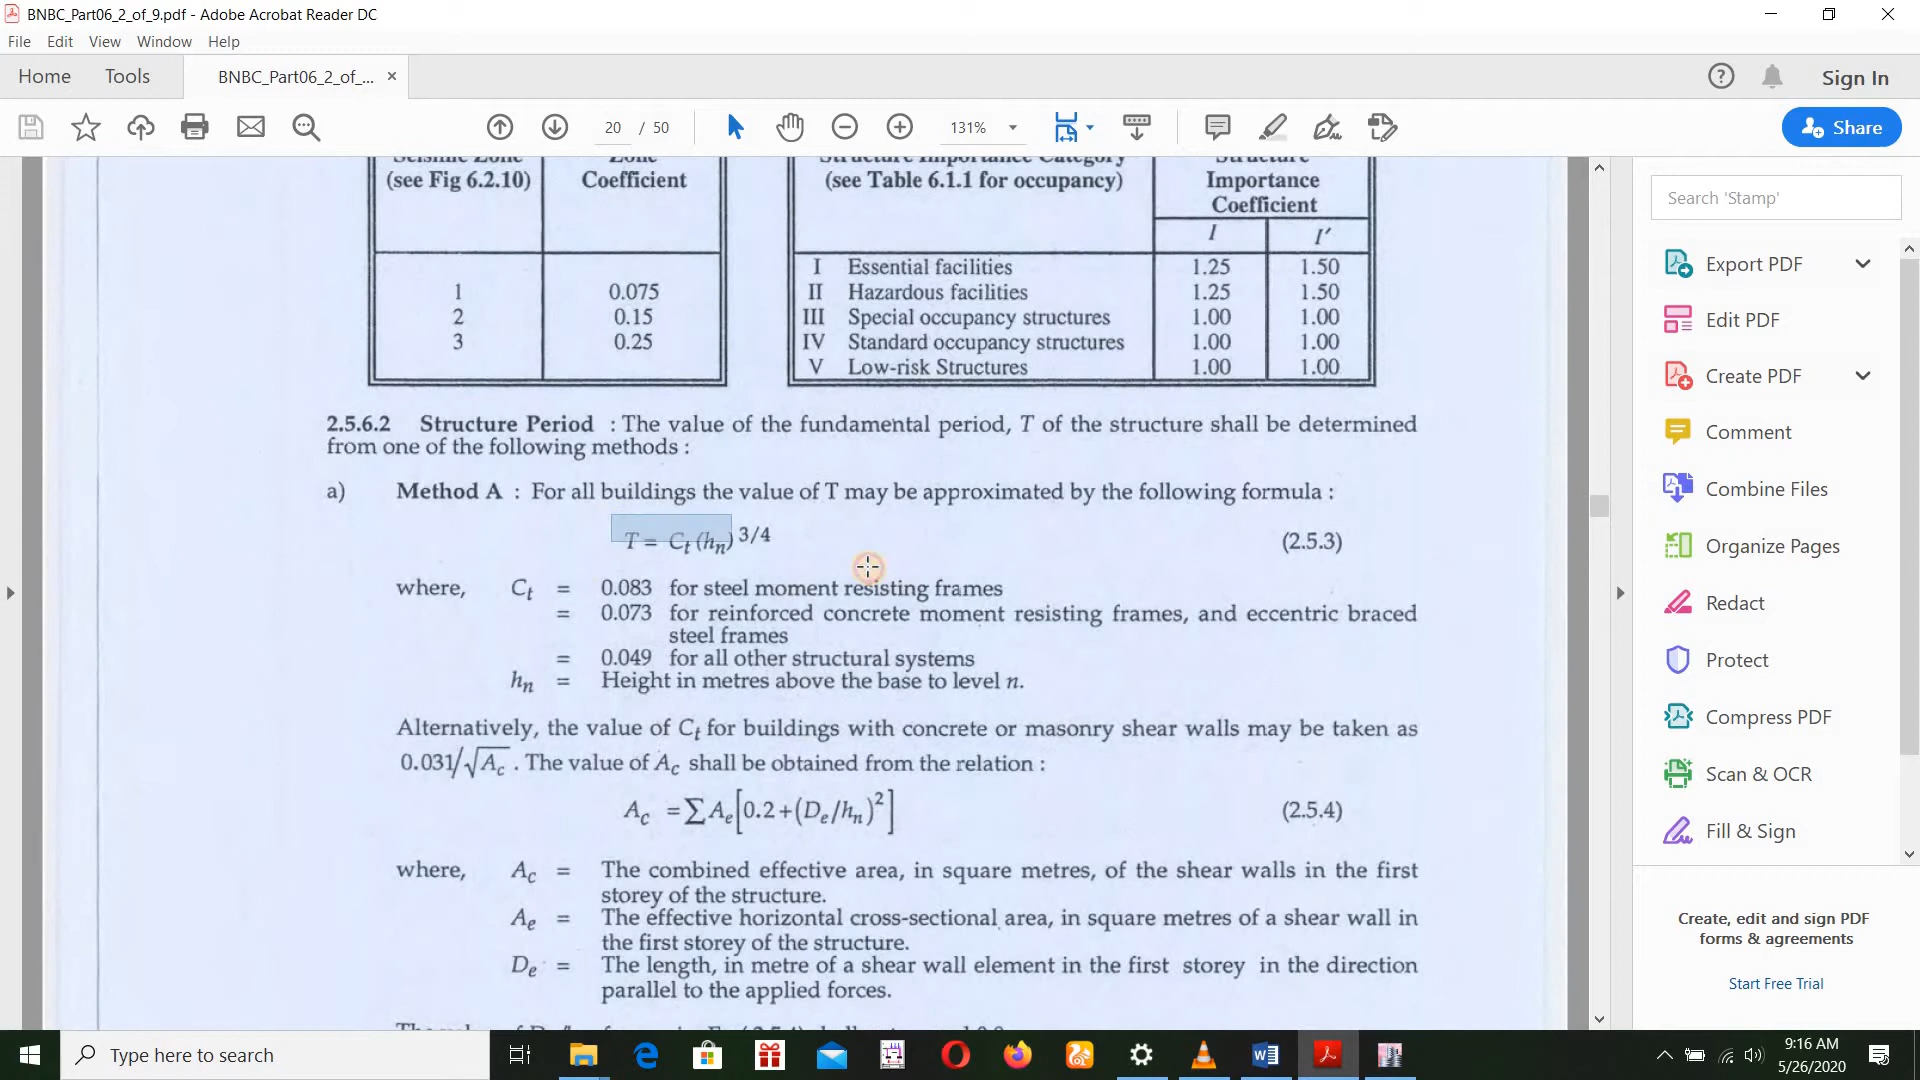 BNBC_Part06_2_of_9.pdf - Adobe Acrobat Reader DC
File Edit View Window Help
Home Tools BNBC_Part06_2_of_... ×
? Sign In
20 / 50 131% Share
Seismic Zone Zone Structure Importance Category Structure
(see Fig 6.2.10) Coefficient (see Table 6.1.1 for occupancy) Importance
Coefficient
I I′
I Essential facilities 1.25 1.50
1 0.075 II Hazardous facilities 1.25 1.50
2 0.15 III Special occupancy structures 1.00 1.00
3 0.25 IV Standard occupancy structures 1.00 1.00
V Low-risk Structures 1.00 1.00
2.5.6.2 Structure Period : The value of the fundamental period, T of the structure shall be determined
from one of the following methods :
a) Method A : For all buildings the value of T may be approximated by the following formula :
T = Ct (hn) 3/4 (2.5.3)
where, Ct = 0.083 for steel moment resisting frames
= 0.073 for reinforced concrete moment resisting frames, and eccentric braced
steel frames
= 0.049 for all other structural systems
hn = Height in metres above the base to level n.
Alternatively, the value of Ct for buildings with concrete or masonry shear walls may be taken as
0.031/√Ac . The value of Ac shall be obtained from the relation :
Ac = ∑ Ae [0.2 + (De/hn)²] (2.5.4)
where, Ac = The combined effective area, in square metres, of the shear walls in the first
storey of the structure.
Ae = The effective horizontal cross-sectional area, in square metres of a shear wall in
the first storey of the structure.
De = The length, in metre of a shear wall element in the first storey in the direction
parallel to the applied forces.
Search 'Stamp'
Export PDF
Edit PDF
Create PDF
Comment
Combine Files
Organize Pages
Redact
Protect
Compress PDF
Scan & OCR
Fill & Sign
Create, edit and sign PDF
forms & agreements
Start Free Trial
Type here to search
9:16 AM
5/26/2020